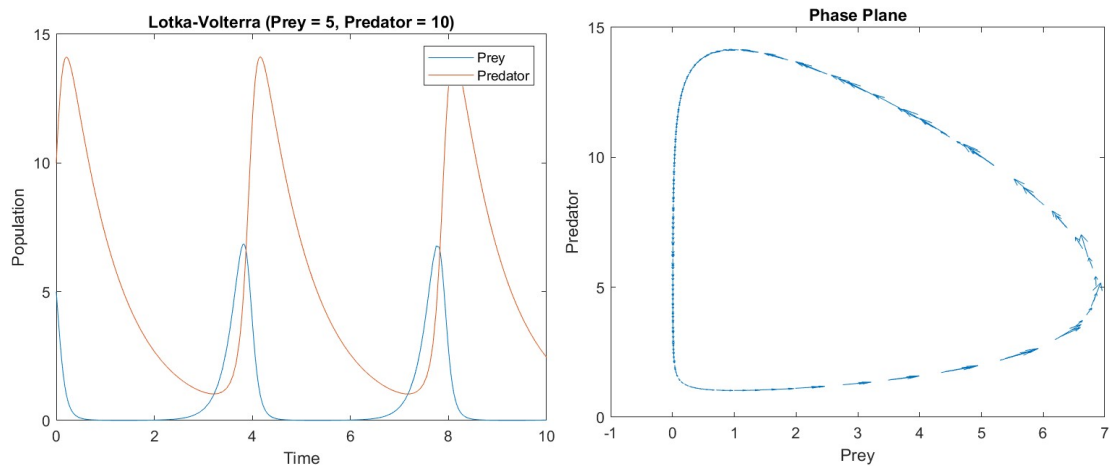 Lotka-Volterra (Prey = 5, Predator = 10)
15
10
5
0
Population
Prey
Predator
0 2 4 6 8 10
Time
Phase Plane
15
10
5
0
Predator
-1 0 1 2 3 4 5 6 7
Prey